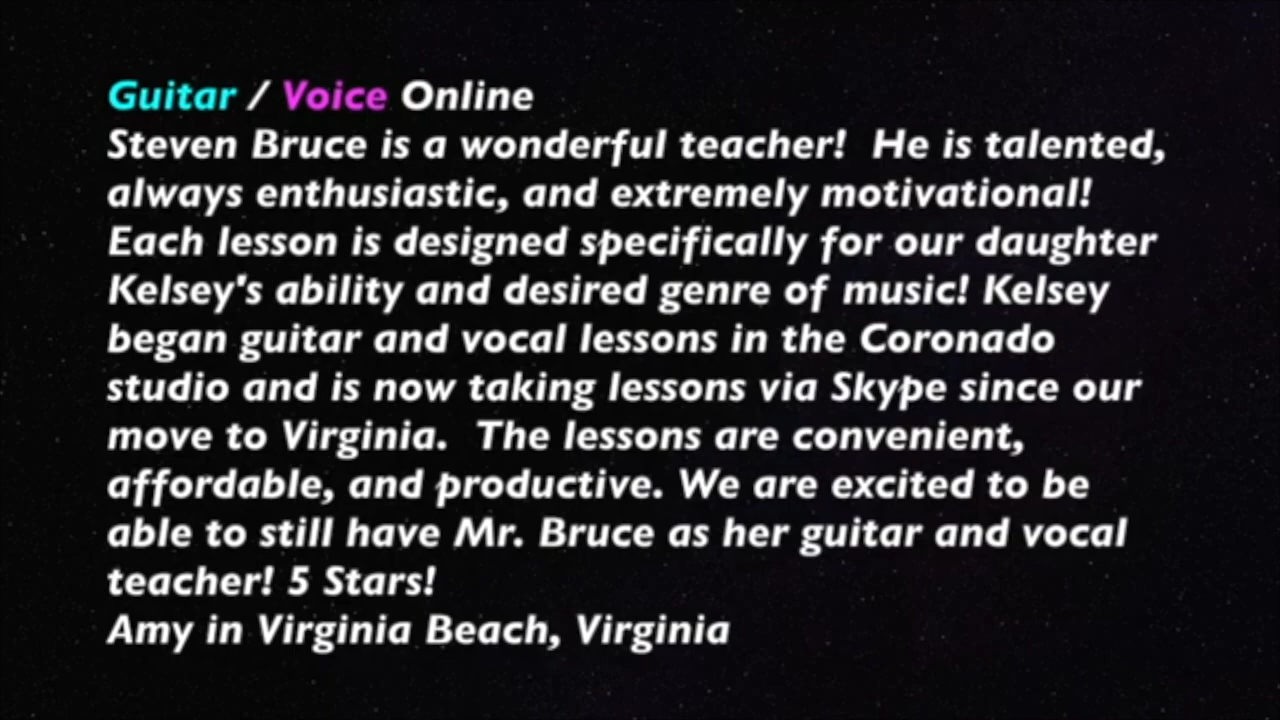 Guitar / Voice Online
Steven Bruce is a wonderful teacher!  He is talented,
always enthusiastic, and extremely motivational!
Each lesson is designed specifically for our daughter
Kelsey's ability and desired genre of music! Kelsey
began guitar and vocal lessons in the Coronado
studio and is now taking lessons via Skype since our
move to Virginia.  The lessons are convenient,
affordable, and productive. We are excited to be
able to still have Mr. Bruce as her guitar and vocal
teacher! 5 Stars!
Amy in Virginia Beach, Virginia